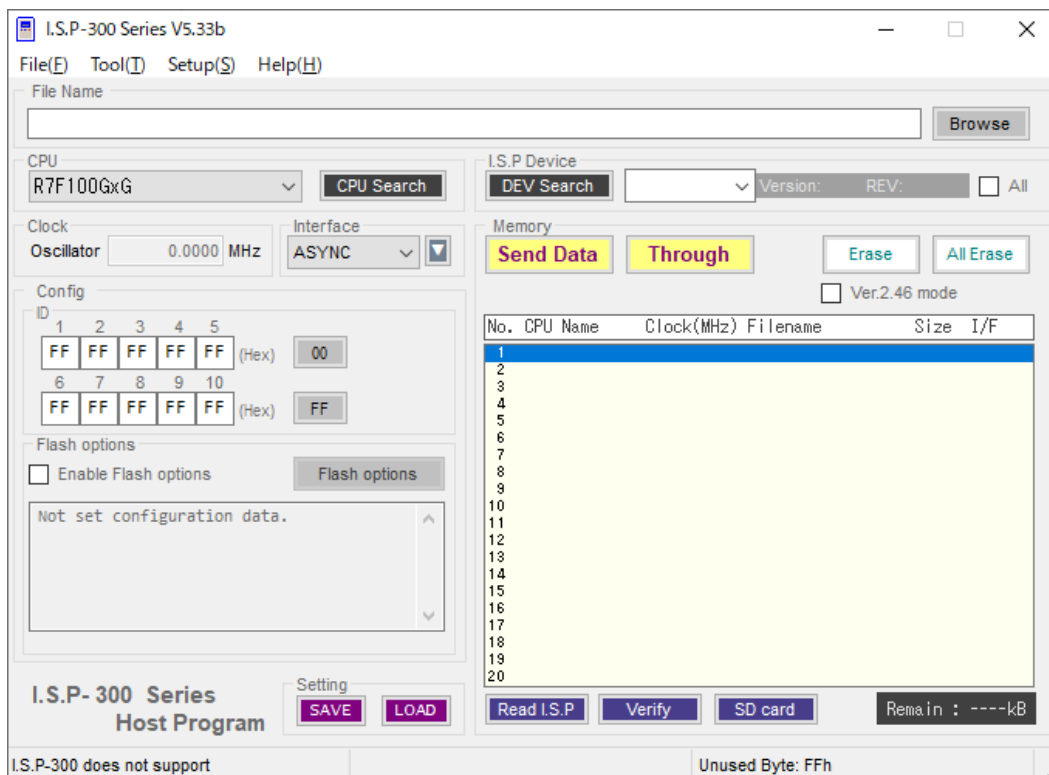 I.S.P-300 Series V5.33b
File(F) Tool(T) Setup(S) Help(H)
File Name
Browse
CPU
R7F100GxG CPU Search
I.S.P Device
DEV Search Version: REV: All
Clock
Oscillator 0.0000 MHz
Interface
ASYNC
Memory
Send Data Through Erase All Erase
Ver.2.46 mode
Config
ID
1 2 3 4 5
FF FF FF FF FF (Hex) 00
6 7 8 9 10
FF FF FF FF FF (Hex) FF
Flash options
Enable Flash options Flash options
Not set configuration data.
No. CPU Name Clock(MHz) Filename Size I/F
1
2
3
4
5
6
7
8
9
10
11
12
13
14
15
16
17
18
19
20
I.S.P- 300 Series
Host Program
Setting
SAVE LOAD
Read I.S.P Verify SD card Remain : ----kB
I.S.P-300 does not support Unused Byte: FFh